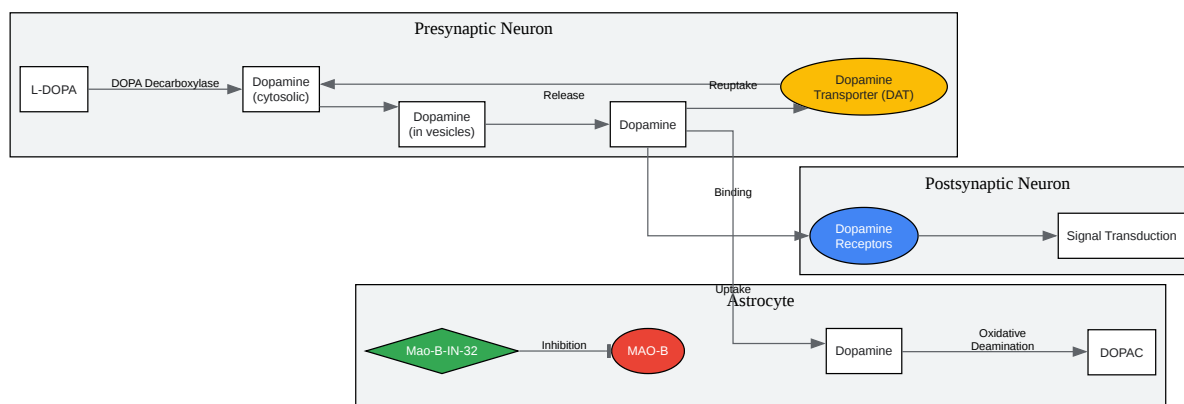 Presynaptic Neuron
L-DOPA
DOPA Decarboxylase
Dopamine
(cytosolic)
Dopamine
(in vesicles)
Release
Dopamine
Reuptake
Dopamine
Transporter (DAT)
Binding
Postsynaptic Neuron
Dopamine
Receptors
Signal Transduction
Uptake
Astrocyte
Mao-B-IN-32
Inhibition
MAO-B
Dopamine
Oxidative
Deamination
DOPAC